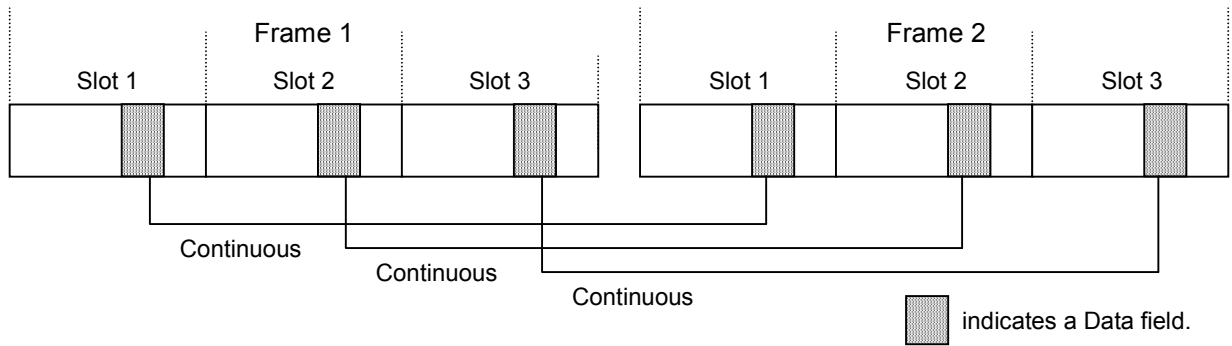 Frame 1 Frame 2
Slot 1 Slot 2 Slot 3 Slot 1 Slot 2 Slot 3
Continuous
Continuous
Continuous
indicates a Data field.